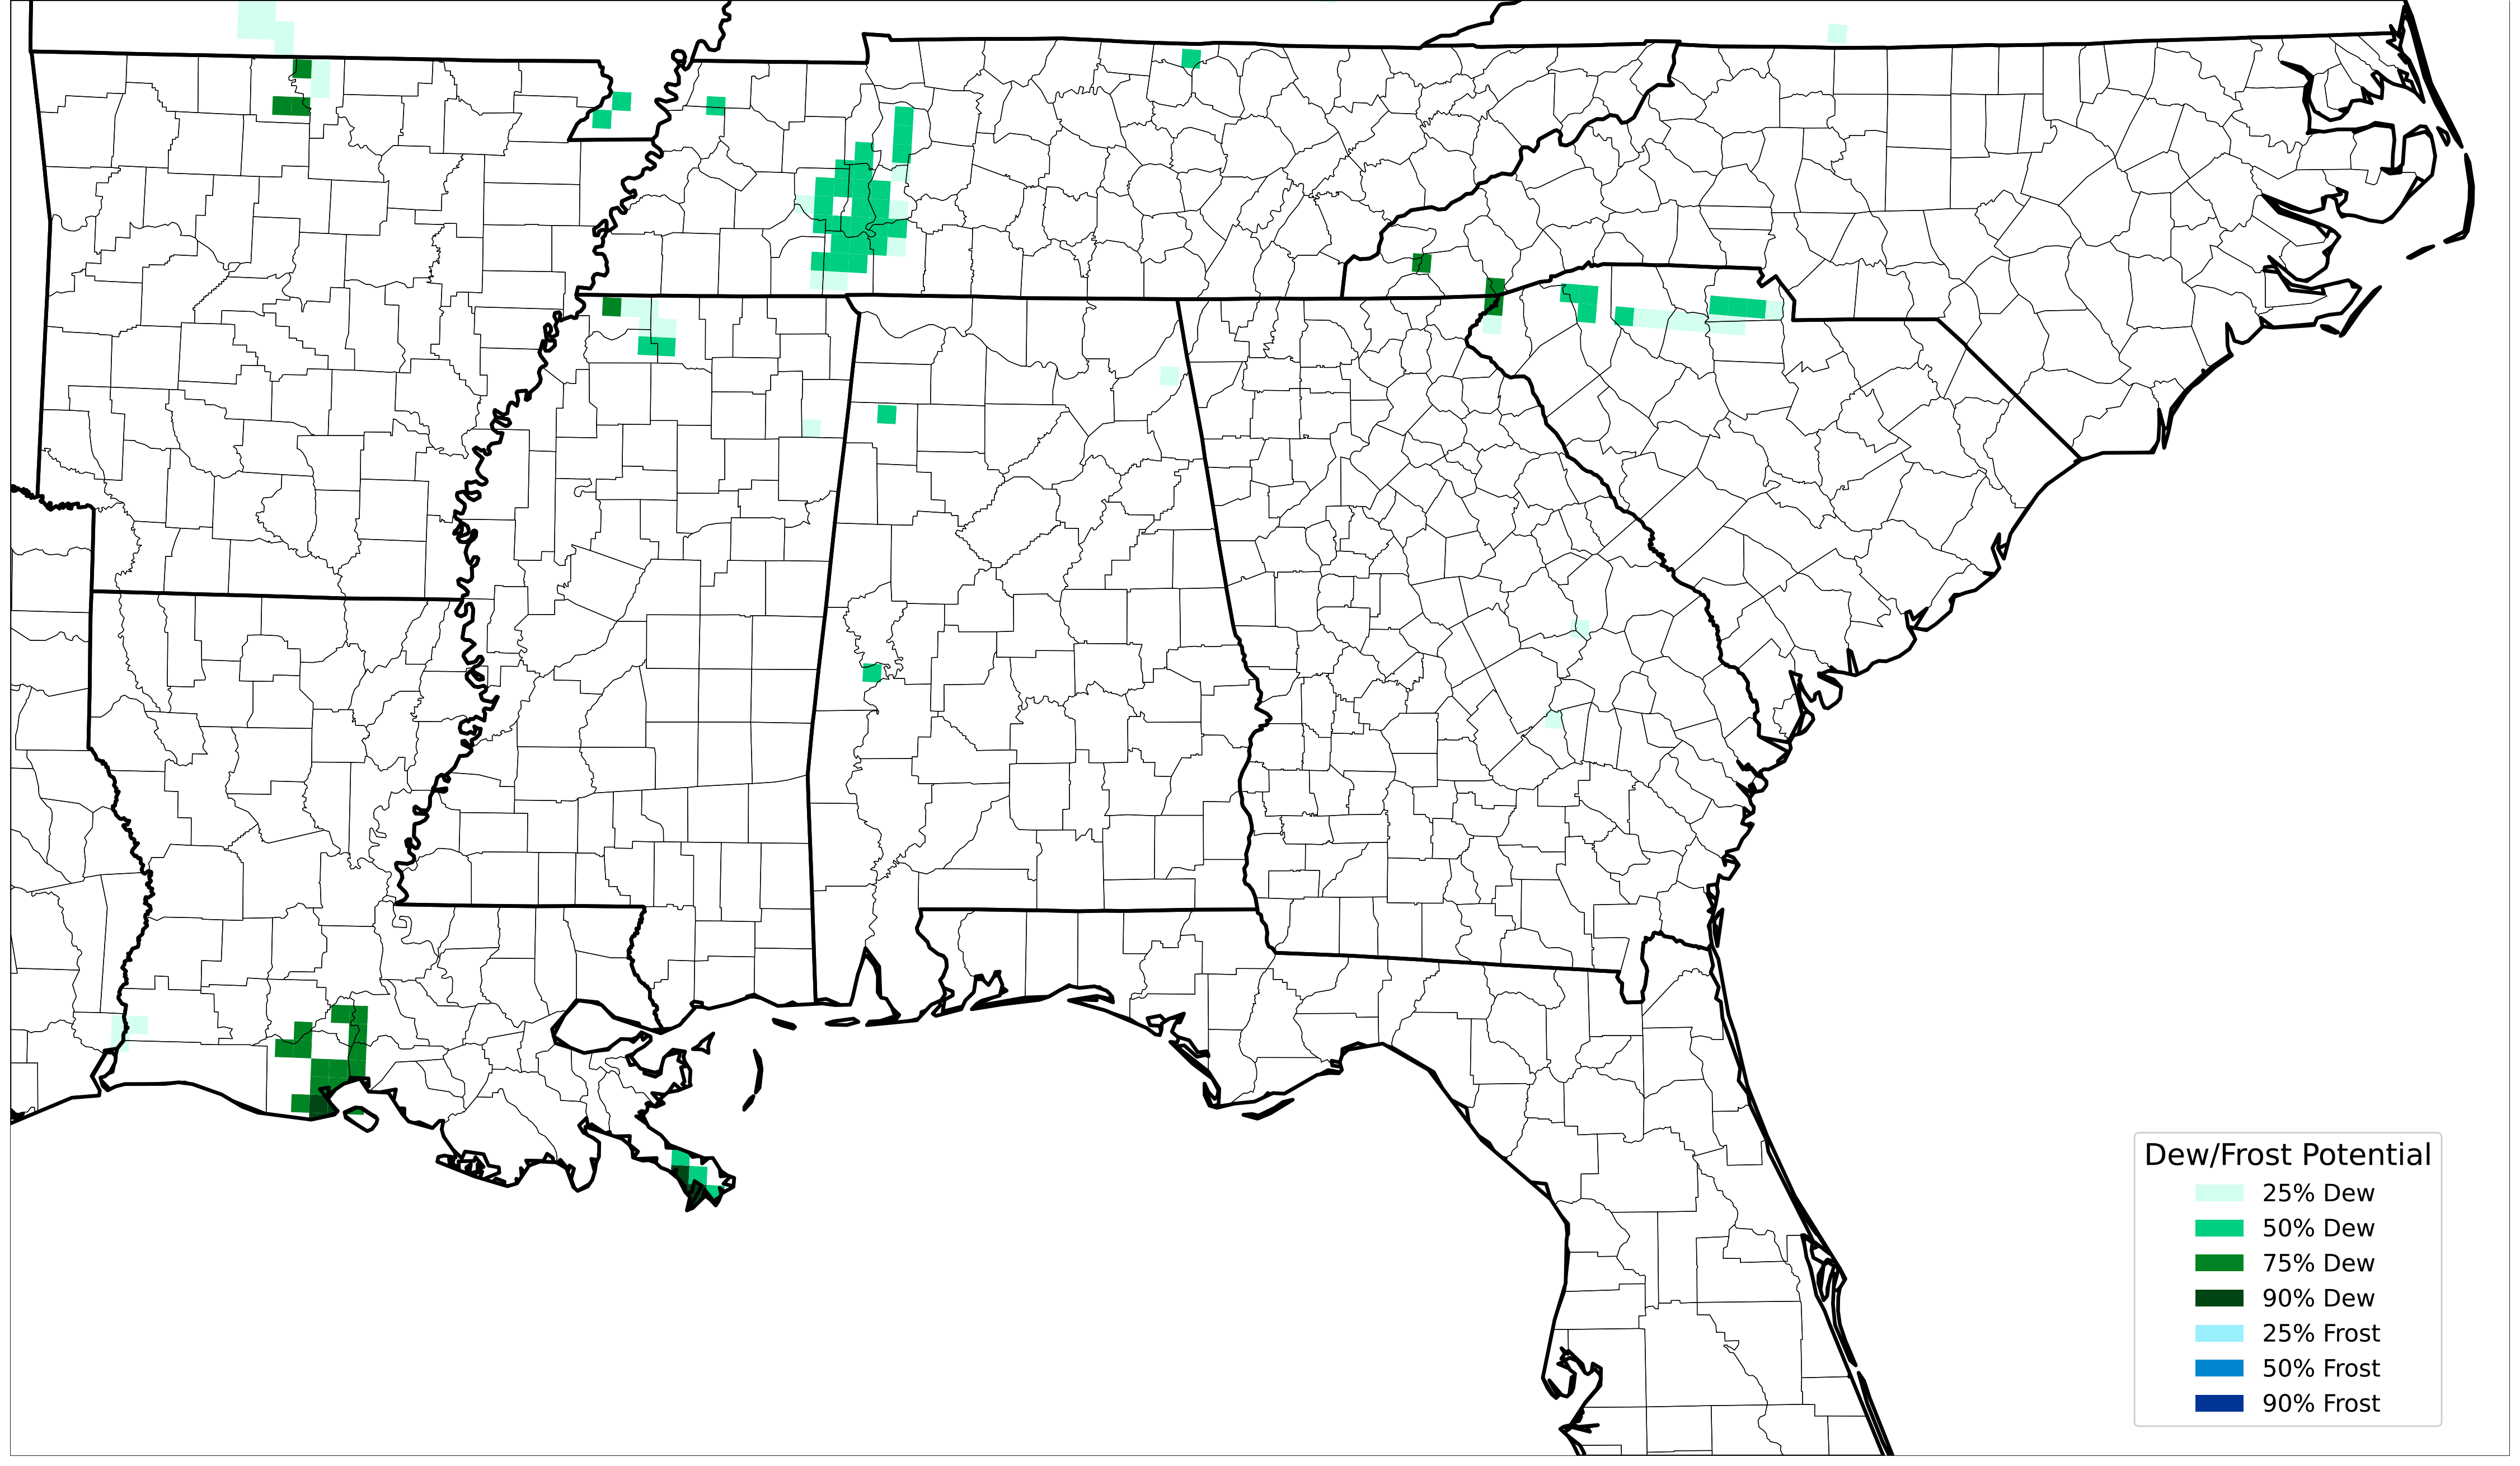 Dew/Frost Potential
25% Dew
50% Dew
75% Dew
90% Dew
25% Frost
50% Frost
90% Frost